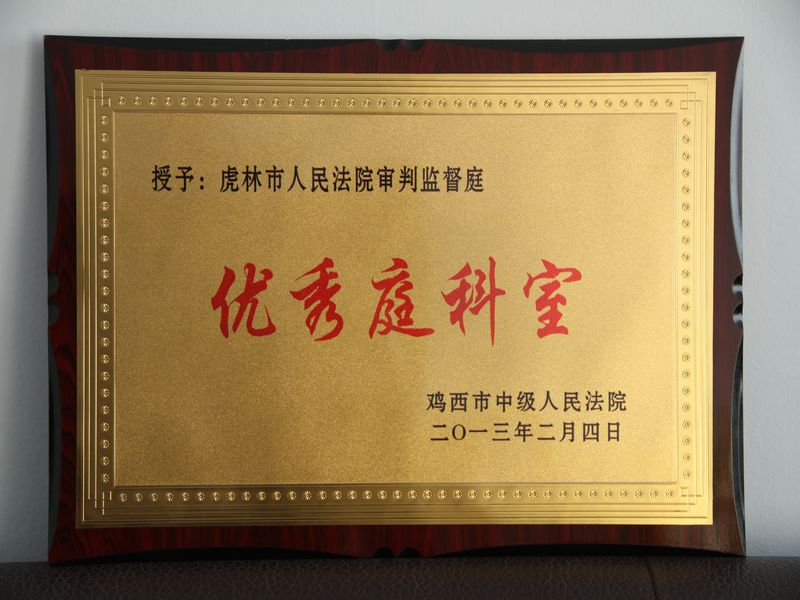 授予：虎林市人民法院审判监督庭
优秀庭科室
鸡西市中级人民法院
二〇一三年二月四日